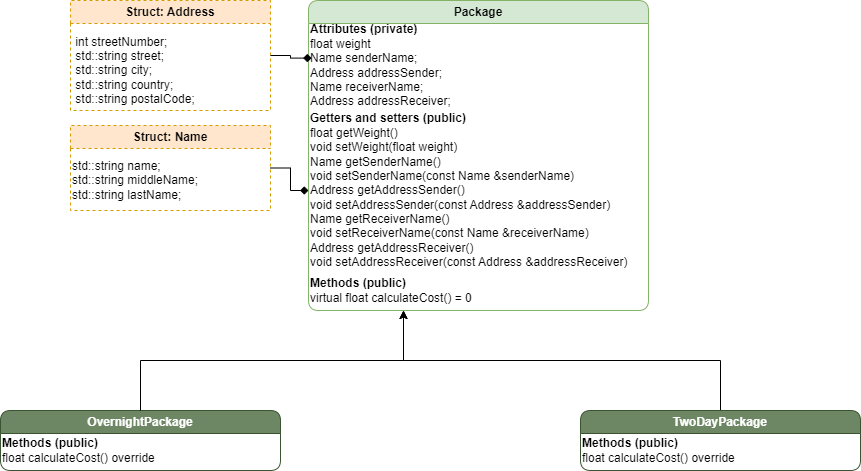 Struct: Address
int streetNumber;
std::string street;
std::string city;
std::string country;
std::string postalCode;
Struct: Name
std::string name;
std::string middleName;
std::string lastName;
Package
Attributes (private)
float weight
Name senderName;
Address addressSender;
Name receiverName;
Address addressReceiver;
Getters and setters (public)
float getWeight()
void setWeight(float weight)
Name getSenderName()
void setSenderName(const Name &senderName)
Address getAddressSender()
void setAddressSender(const Address &addressSender)
Name getReceiverName()
void setReceiverName(const Name &receiverName)
Address getAddressReceiver()
void setAddressReceiver(const Address &addressReceiver)
Methods (public)
virtual float calculateCost() = 0
OvernightPackage
Methods (public)
float calculateCost() override
TwoDayPackage
Methods (public)
float calculateCost() override